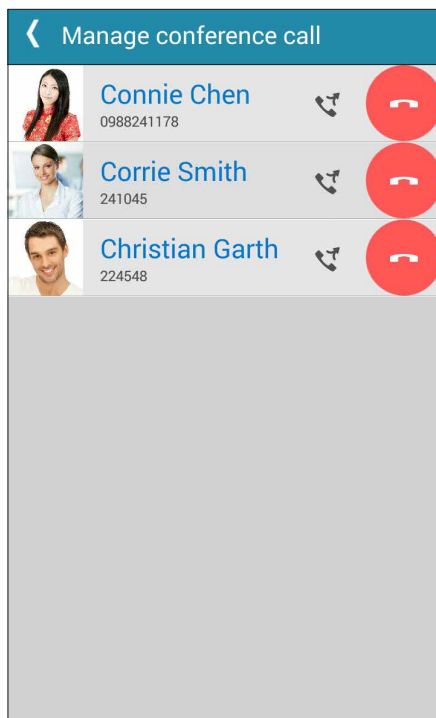 Manage conference call
Connie Chen
0988241178
Corrie Smith
241045
Christian Garth
224548